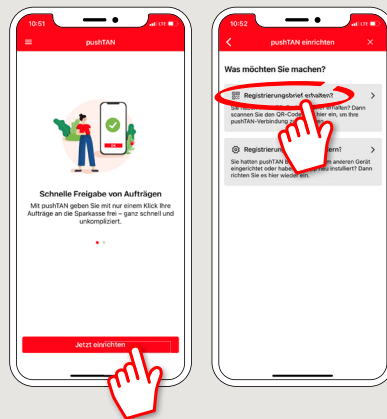 10:51
LTE
pushTAN
Schnelle Freigabe von Aufträgen
Mit pushTAN geben Sie mit nur einem Klick Ihre
Aufträge an die Sparkasse frei – ganz schnell und
unkompliziert.
Jetzt einrichten
10:52
LTE
pushTAN einrichten
Was möchten Sie machen?
Registrierungsbrief erhalten?
Sie haben erhalten? Dann
scannen Sie den QR-Code hier ein, um Ihre
pushTAN-Verbindung
ern?
Sie hatten pushTAN anderen Gerät
eingerichtet oder neu installiert? Dann
richten Sie es hier wieder ein.